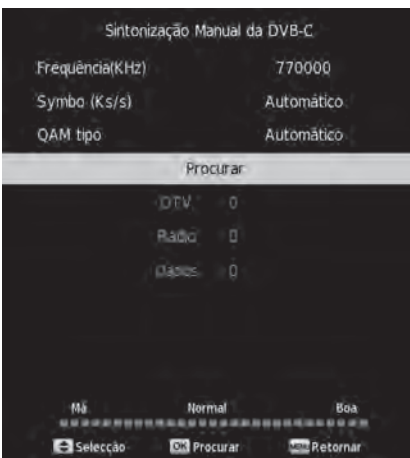 Sintonização Manual da DVB-C
Frequência(KHz) 770000
Symbo (Ks/s) Automático
QAM tipo Automático
Procurar
DTV 0
Rádio 0
Dados 0
Má Normal Boa
Selecção OK Procurar MENU Retornar